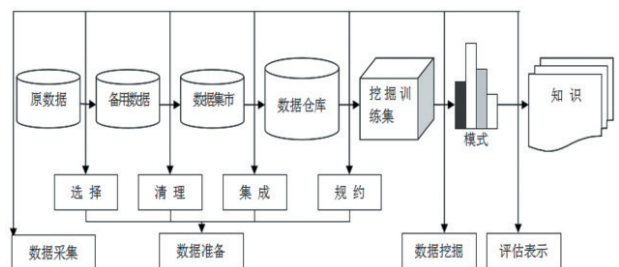 原数据
备用数据
数据集市
数据仓库
挖掘训
练集
模式
知 识
选 择
清 理
集 成
规 约
数据采集
数据准备
数据挖掘
评估表示